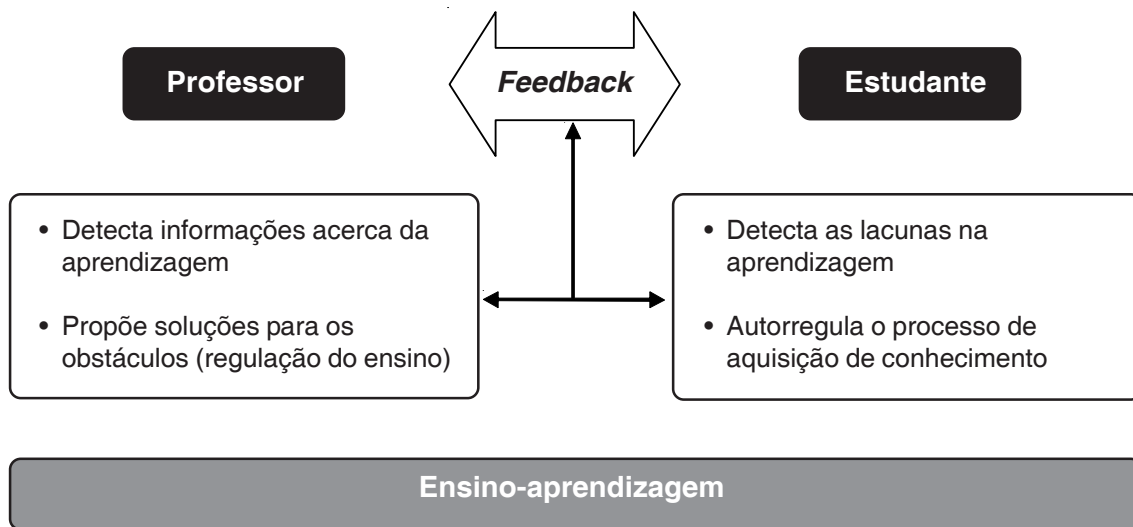 Professor
Feedback
Estudante
• Detecta informações acerca da
aprendizagem
• Propõe soluções para os
obstáculos (regulação do ensino)
• Detecta as lacunas na
aprendizagem
• Autorregula o processo de
aquisição de conhecimento
Ensino-aprendizagem